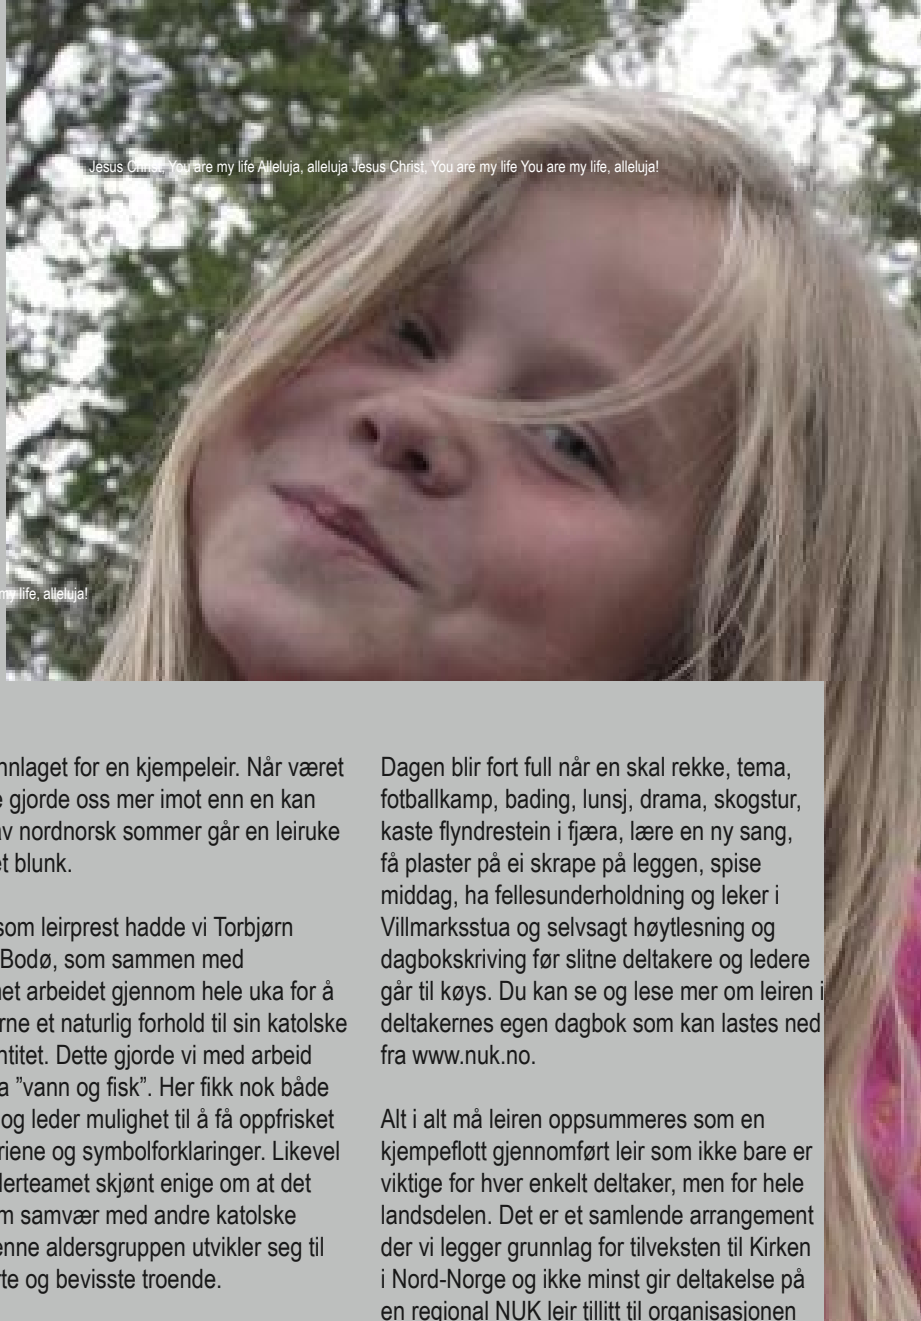 Jesus Christ, You are my life Alleluja, alleluja Jesus Christ, You are my life You are my life, alleluja!
my life, alleluja!
nnlaget for en kjempeleir. Når været
e gjorde oss mer imot enn en kan
av nordnorsk sommer går en leiruke
et blunk.
som leirprest hadde vi Torbjørn
Bodø, som sammen med
net arbeidet gjennom hele uka for å
rne et naturlig forhold til sin katolske
ntitet. Dette gjorde vi med arbeid
a ”vann og fisk”. Her fikk nok både
og leder mulighet til å få oppfrisket
riene og symbolforklaringer. Likevel
lerteamet skjønt enige om at det
m samvær med andre katolske
enne aldersgruppen utvikler seg til
rte og bevisste troende.
Dagen blir fort full når en skal rekke, tema,
fotballkamp, bading, lunsj, drama, skogstur,
kaste flyndrestein i fjæra, lære en ny sang,
få plaster på ei skrape på leggen, spise
middag, ha fellesunderholdning og leker i
Villmarksstua og selvsagt høytlesning og
dagbokskriving før slitne deltakere og ledere
går til køys. Du kan se og lese mer om leiren i
deltakernes egen dagbok som kan lastes ned
fra www.nuk.no.
Alt i alt må leiren oppsummeres som en
kjempeflott gjennomført leir som ikke bare er
viktige for hver enkelt deltaker, men for hele
landsdelen. Det er et samlende arrangement
der vi legger grunnlag for tilveksten til Kirken
i Nord-Norge og ikke minst gir deltakelse på
en regional NUK leir tillitt til organisasjonen